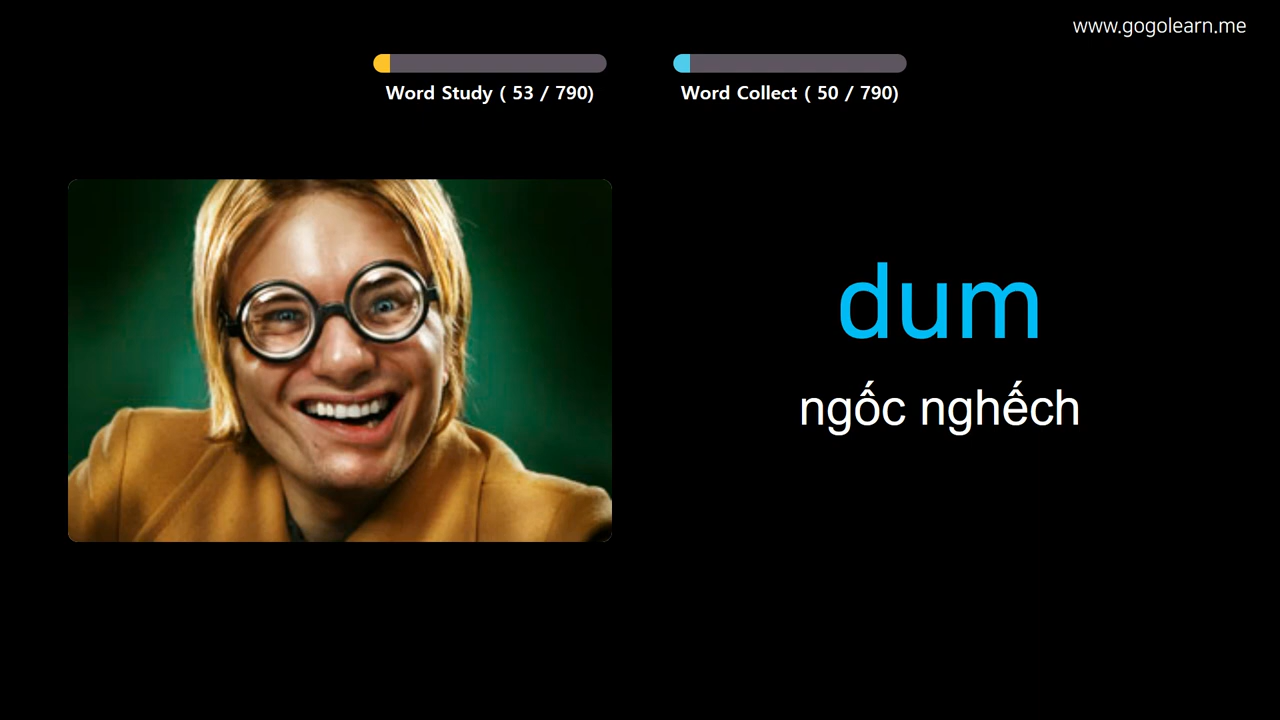 www.gogolearn.me
Word Study ( 53 / 790)
Word Collect ( 50 / 790)
dum
ngốc nghếch